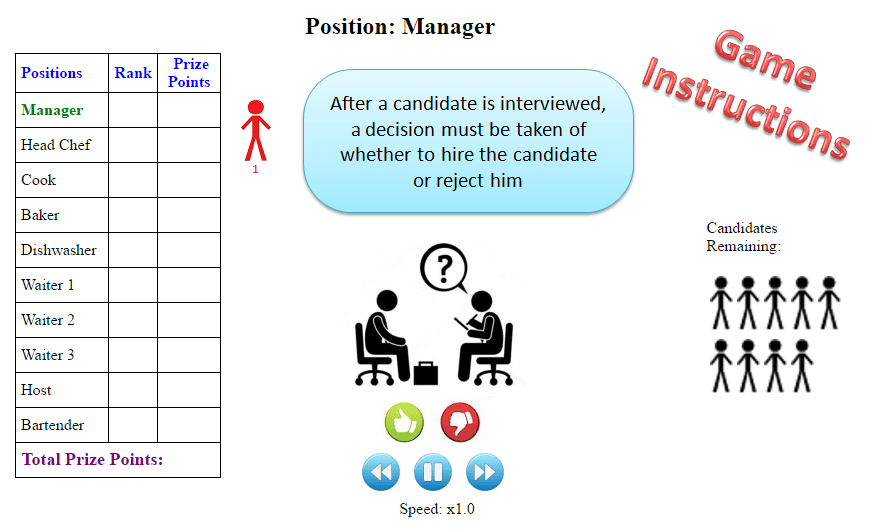 Position: Manager
Game
Instructions
Positions Rank Prize Points
Manager
Head Chef
Cook
Baker
Dishwasher
Waiter 1
Waiter 2
Waiter 3
Host
Bartender
Total Prize Points:
1
After a candidate is interviewed,
a decision must be taken of
whether to hire the candidate
or reject him
?
Candidates
Remaining:
Speed: x1.0